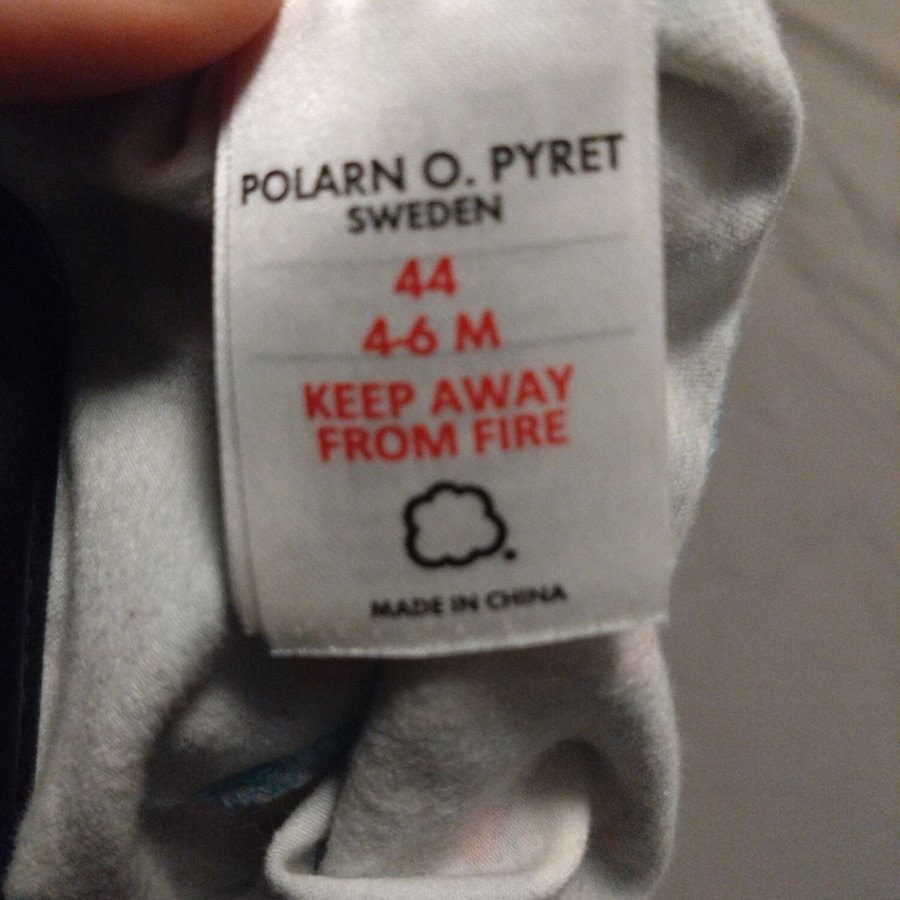 POLARN O. PYRET
SWEDEN
44
4-6 M
KEEP AWAY
FROM FIRE
MADE IN CHINA